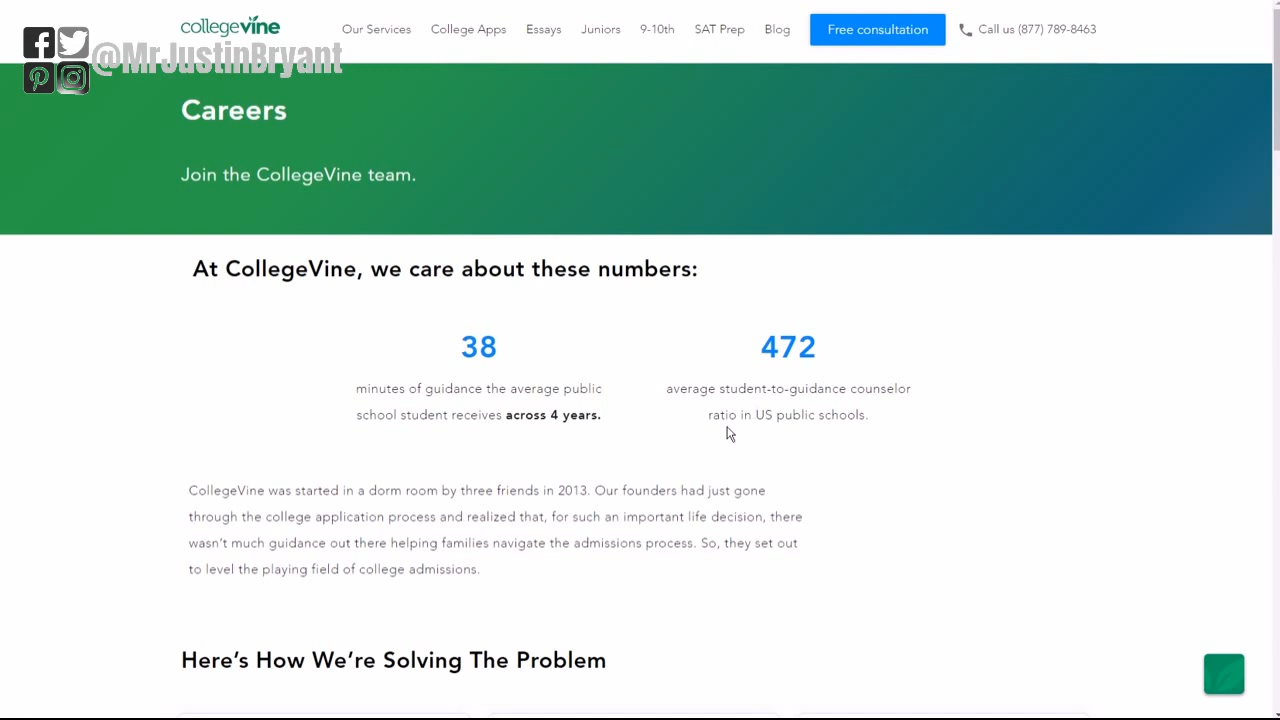 collegevine
Our Services College Apps Essays Juniors 9-10th SAT Prep Blog Free consultation Call us (877) 789-8463
@MrJustinBryant
Careers
Join the CollegeVine team.
At CollegeVine, we care about these numbers:
38
minutes of guidance the average public
school student receives across 4 years.
472
average student-to-guidance counselor
ratio in US public schools.
CollegeVine was started in a dorm room by three friends in 2013. Our founders had just gone
through the college application process and realized that, for such an important life decision, there
wasn't much guidance out there helping families navigate the admissions process. So, they set out
to level the playing field of college admissions.
Here's How We're Solving The Problem